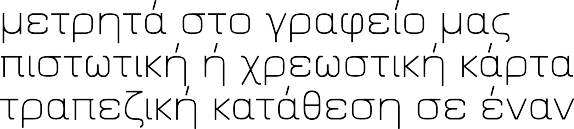 μετρητά στο γραφείο μας
πιστωτική ή χρεωστική κάρτα
τραπεζική κατάθεση σε έναν